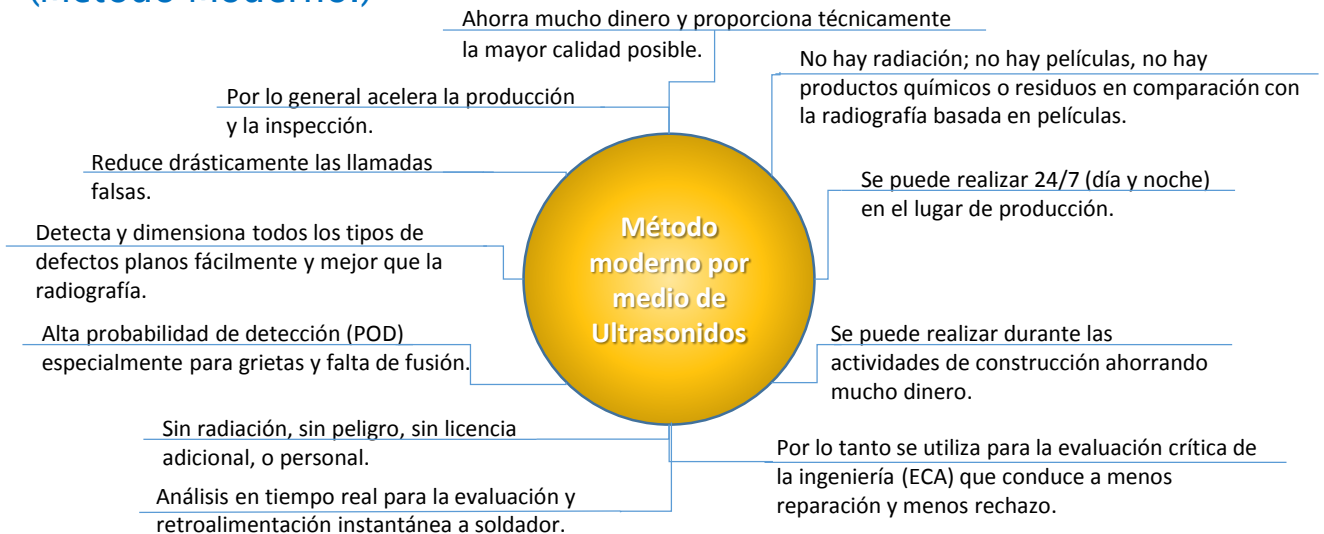 (Método Moderno.)
Ahorra mucho dinero y proporciona técnicamente
la mayor calidad posible.
No hay radiación; no hay películas, no hay
productos químicos o residuos en comparación con
la radiografía basada en películas.
Por lo general acelera la producción
y la inspección.
Reduce drásticamente las llamadas
falsas.
Se puede realizar 24/7 (día y noche)
en el lugar de producción.
Detecta y dimensiona todos los tipos de
defectos planos fácilmente y mejor que la
radiografía.
Método
moderno por
medio de
Ultrasonidos
Alta probabilidad de detección (POD)
especialmente para grietas y falta de fusión.
Se puede realizar durante las
actividades de construcción ahorrando
mucho dinero.
Sin radiación, sin peligro, sin licencia
adicional, o personal.
Por lo tanto se utiliza para la evaluación crítica de
la ingeniería (ECA) que conduce a menos
reparación y menos rechazo.
Análisis en tiempo real para la evaluación y
retroalimentación instantánea a soldador.